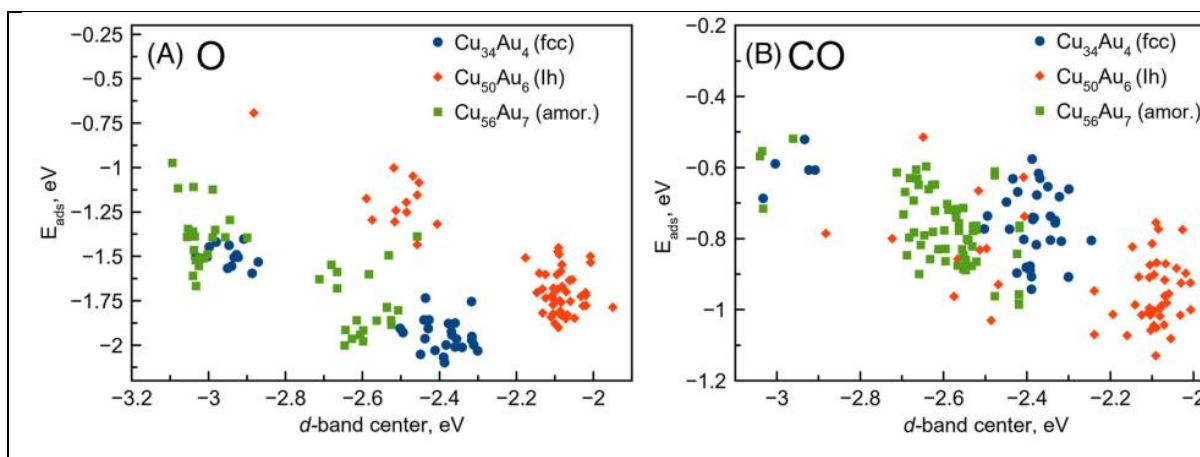 (A) O
Cu34Au4 (fcc)
Cu50Au6 (Ih)
Cu56Au7 (amor.)
−0.25
−0.5
−0.75
−1
−1.25
−1.5
−1.75
−2
Eads, eV
−3.2 −3 −2.8 −2.6 −2.4 −2.2 −2
d-band center, eV
(B) CO
Cu34Au4 (fcc)
Cu50Au6 (Ih)
Cu56Au7 (amor.)
−0.2
−0.4
−0.6
−0.8
−1
−1.2
Eads, eV
−3 −2.8 −2.6 −2.4 −2.2 −2
d-band center, eV